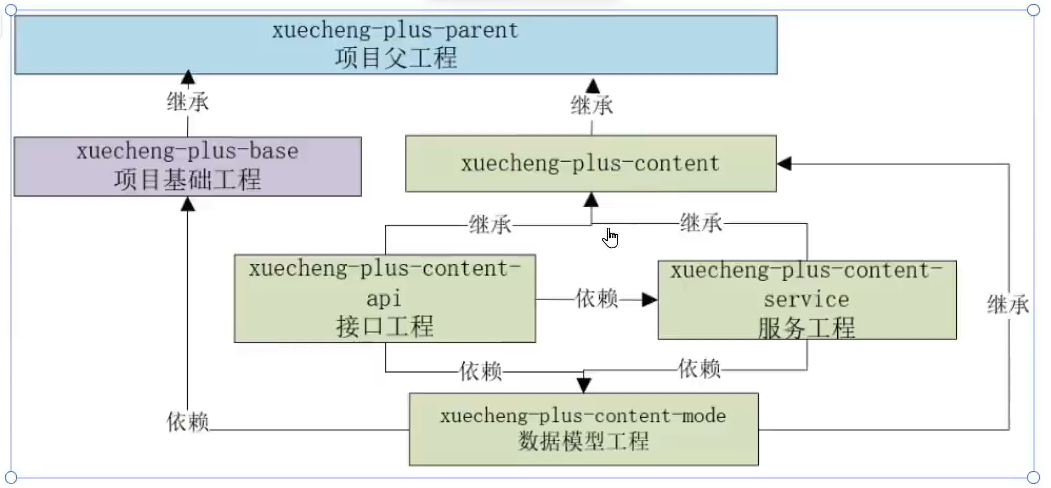 xuecheng-plus-parent
项目父工程
继承
继承
xuecheng-plus-base
项目基础工程
xuecheng-plus-content
继承
继承
xuecheng-plus-content-
api
接口工程
依赖
xuecheng-plus-content-
service
服务工程
继承
依赖
依赖
xuecheng-plus-content-mode
数据模型工程
依赖